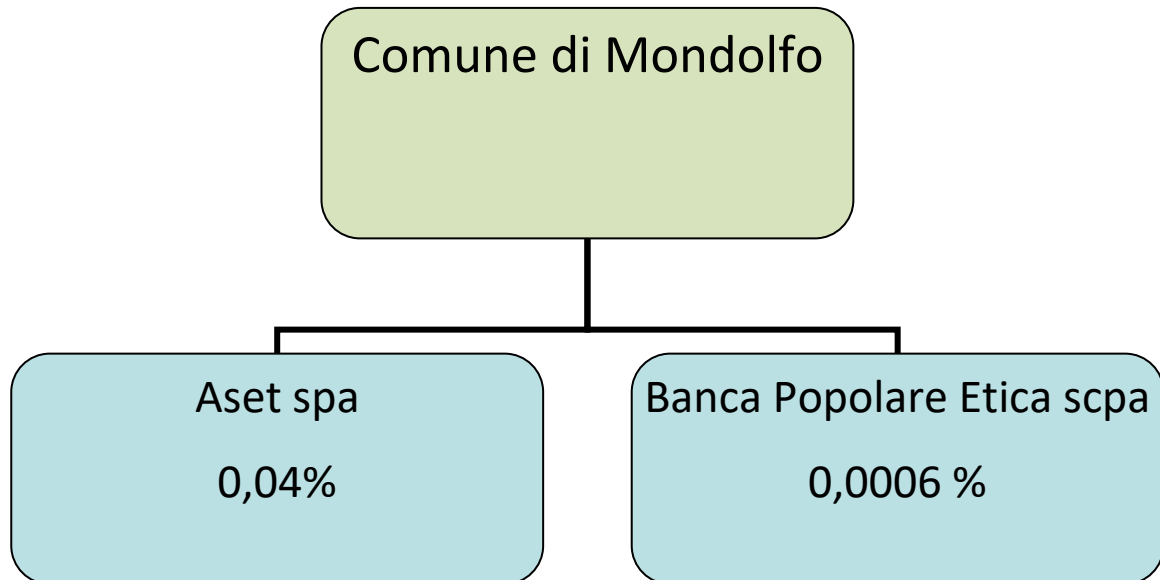 Comune di Mondolfo
Aset spa
0,04%
Banca Popolare Etica scpa
0,0006 %